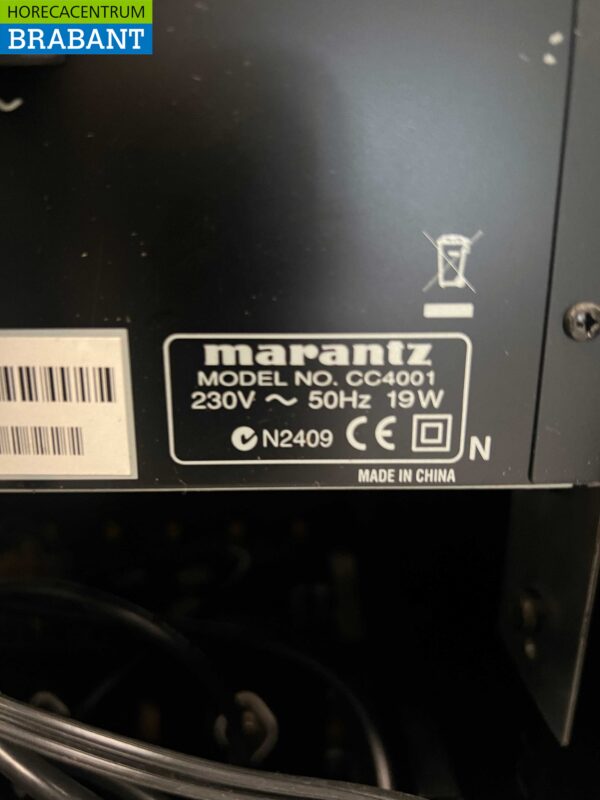 HORECACENTRUM
BRABANT
marantz
MODEL NO. CC4001
230V ~ 50Hz 19W
N2409 CE
N
MADE IN CHINA